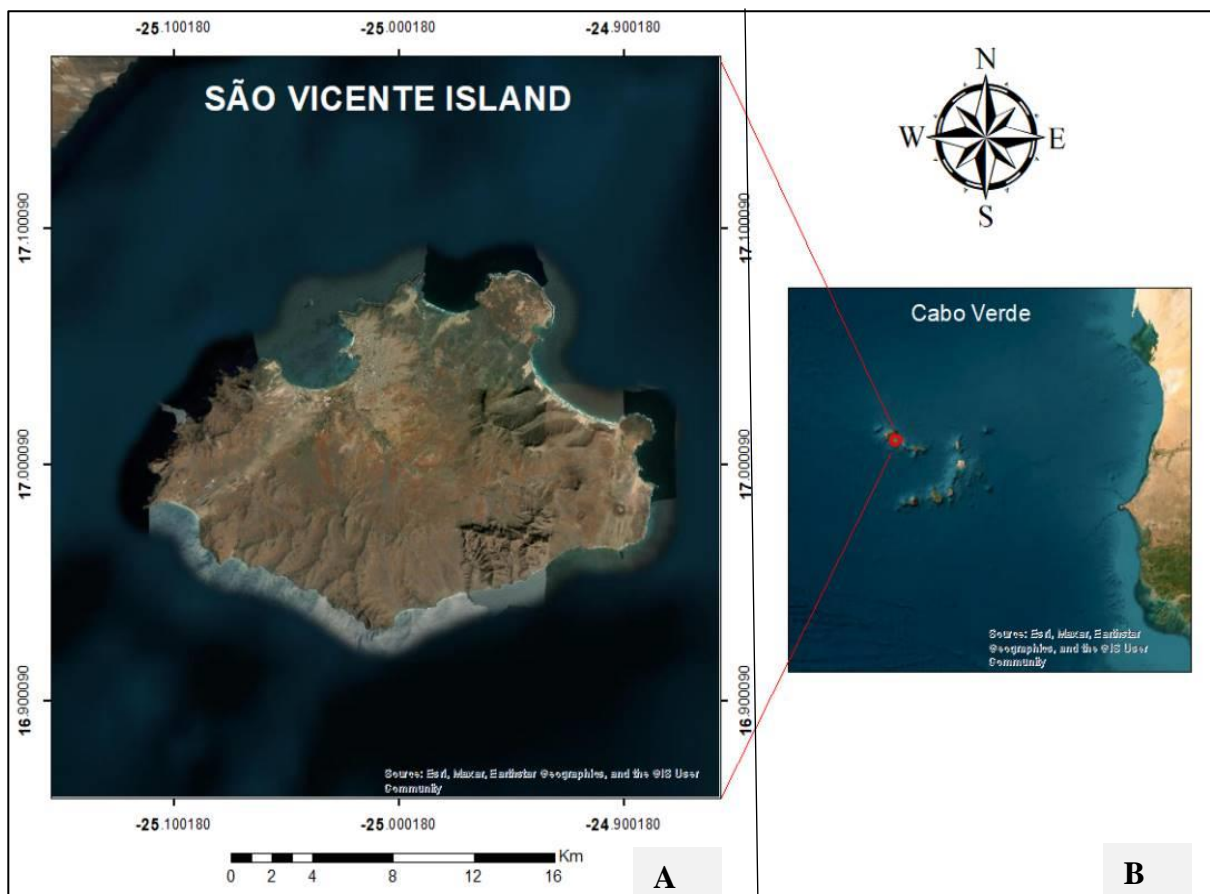 -25.100180 -25.000180 -24.900180
SÃO VICENTE ISLAND
17.100090 17.100090
17.000090 17.000090
16.900090 16.900090
Source: Esri, Maxar, Earthstar Geographics, and the GIS User
Community
-25.100180 -25.000180 -24.900180
Km
0 2 4 8 12 16
A
N
W E
S
Cabo Verde
Source: Esri, Maxar, Earthstar
Geographics, and the GIS User
Community
B